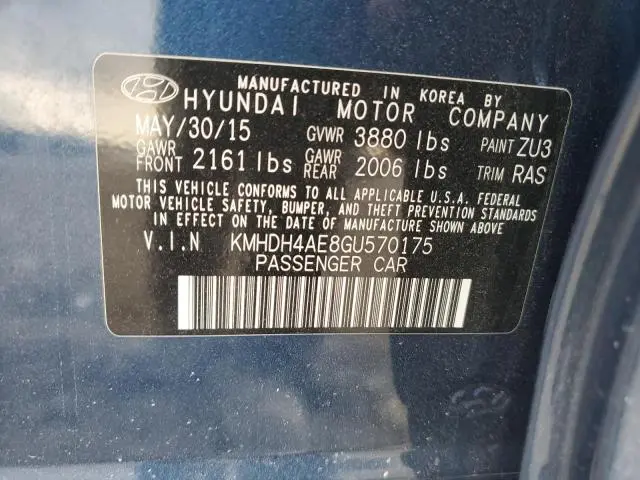 MANUFACTURED IN KOREA BY
HYUNDAI MOTOR COMPANY
MAY/30/15 GVWR 3880 lbs PAINT ZU3
GAWR FRONT 2161 lbs GAWR REAR 2006 lbs TRIM RAS
THIS VEHICLE CONFORMS TO ALL APPLICABLE U.S.A. FEDERAL
MOTOR VEHICLE SAFETY, BUMPER, AND THEFT PREVENTION STANDARDS
IN EFFECT ON THE DATE OF MANUFACTURE SHOWN ABOVE.
V.I.N KMHDH4AE8GU570175
PASSENGER CAR